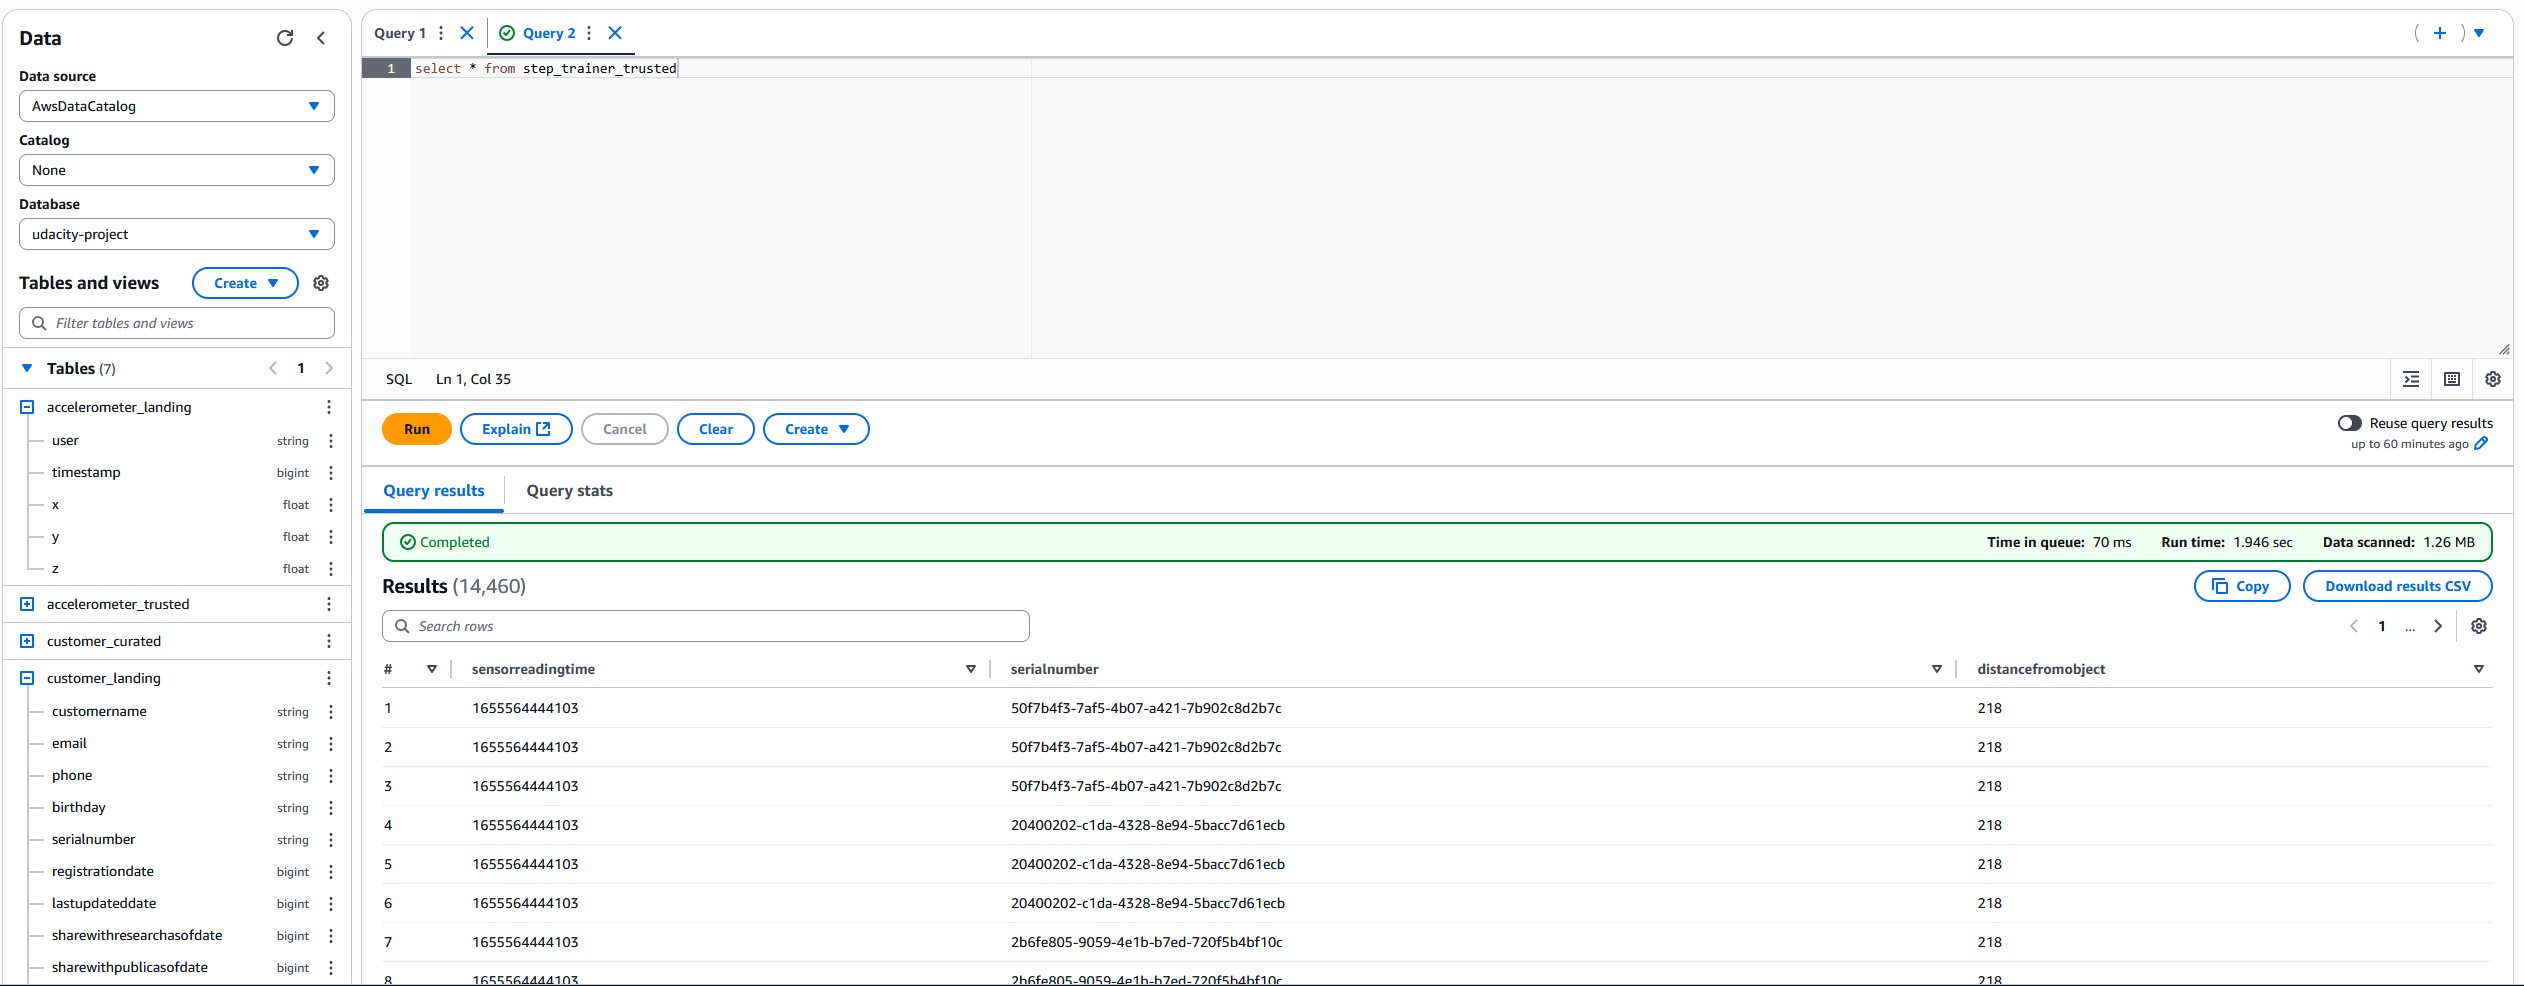 Data
Data source
AwsDataCatalog
Catalog
None
Database
udacity-project
Tables and views
Create
Filter tables and views
Tables (7)
1
accelerometer_landing
user string
timestamp bigint
x float
y float
z float
accelerometer_trusted
customer_curated
customer_landing
customername string
email string
phone string
birthday string
serialnumber string
registrationdate bigint
lastupdateddate bigint
sharewithresearchasofdate bigint
sharewithpublicasofdate bigint
Query 1
Query 2
1 select * from step_trainer_trusted
SQL Ln 1, Col 35
Run Explain Cancel Clear Create
Reuse query results
up to 60 minutes ago
Query results Query stats
Completed Time in queue: 70 ms Run time: 1.946 sec Data scanned: 1.26 MB
Results (14,460)
Copy Download results CSV
Search rows
1 ...
# sensorreadingtime serialnumber distancefromobject
1 1655564444103 50f7b4f3-7af5-4b07-a421-7b902c8d2b7c 218
2 1655564444103 50f7b4f3-7af5-4b07-a421-7b902c8d2b7c 218
3 1655564444103 50f7b4f3-7af5-4b07-a421-7b902c8d2b7c 218
4 1655564444103 20400202-c1da-4328-8e94-5bacc7d61ecb 218
5 1655564444103 20400202-c1da-4328-8e94-5bacc7d61ecb 218
6 1655564444103 20400202-c1da-4328-8e94-5bacc7d61ecb 218
7 1655564444103 2b6fe805-9059-4e1b-b7ed-720f5b4bf10c 218
8 1655564444103 2b6fe805-9059-4e1b-b7ed-720f5b4bf10c 218